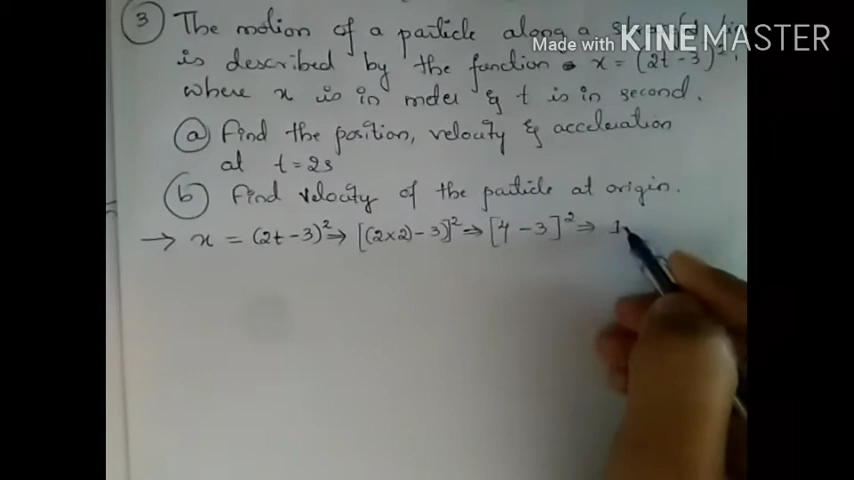 ③ The motion of a particle along a
Made with KINEMASTER
is described by the function x = (2t - 3)²,
where x is in meter & t is in second.
ⓐ Find the position, velocity & acceleration
at t = 2s
ⓑ Find velocity of the particle at origin.
→ x = (2t - 3)² ⇒ [(2×2) - 3]² ⇒ [4 - 3]² ⇒ 1